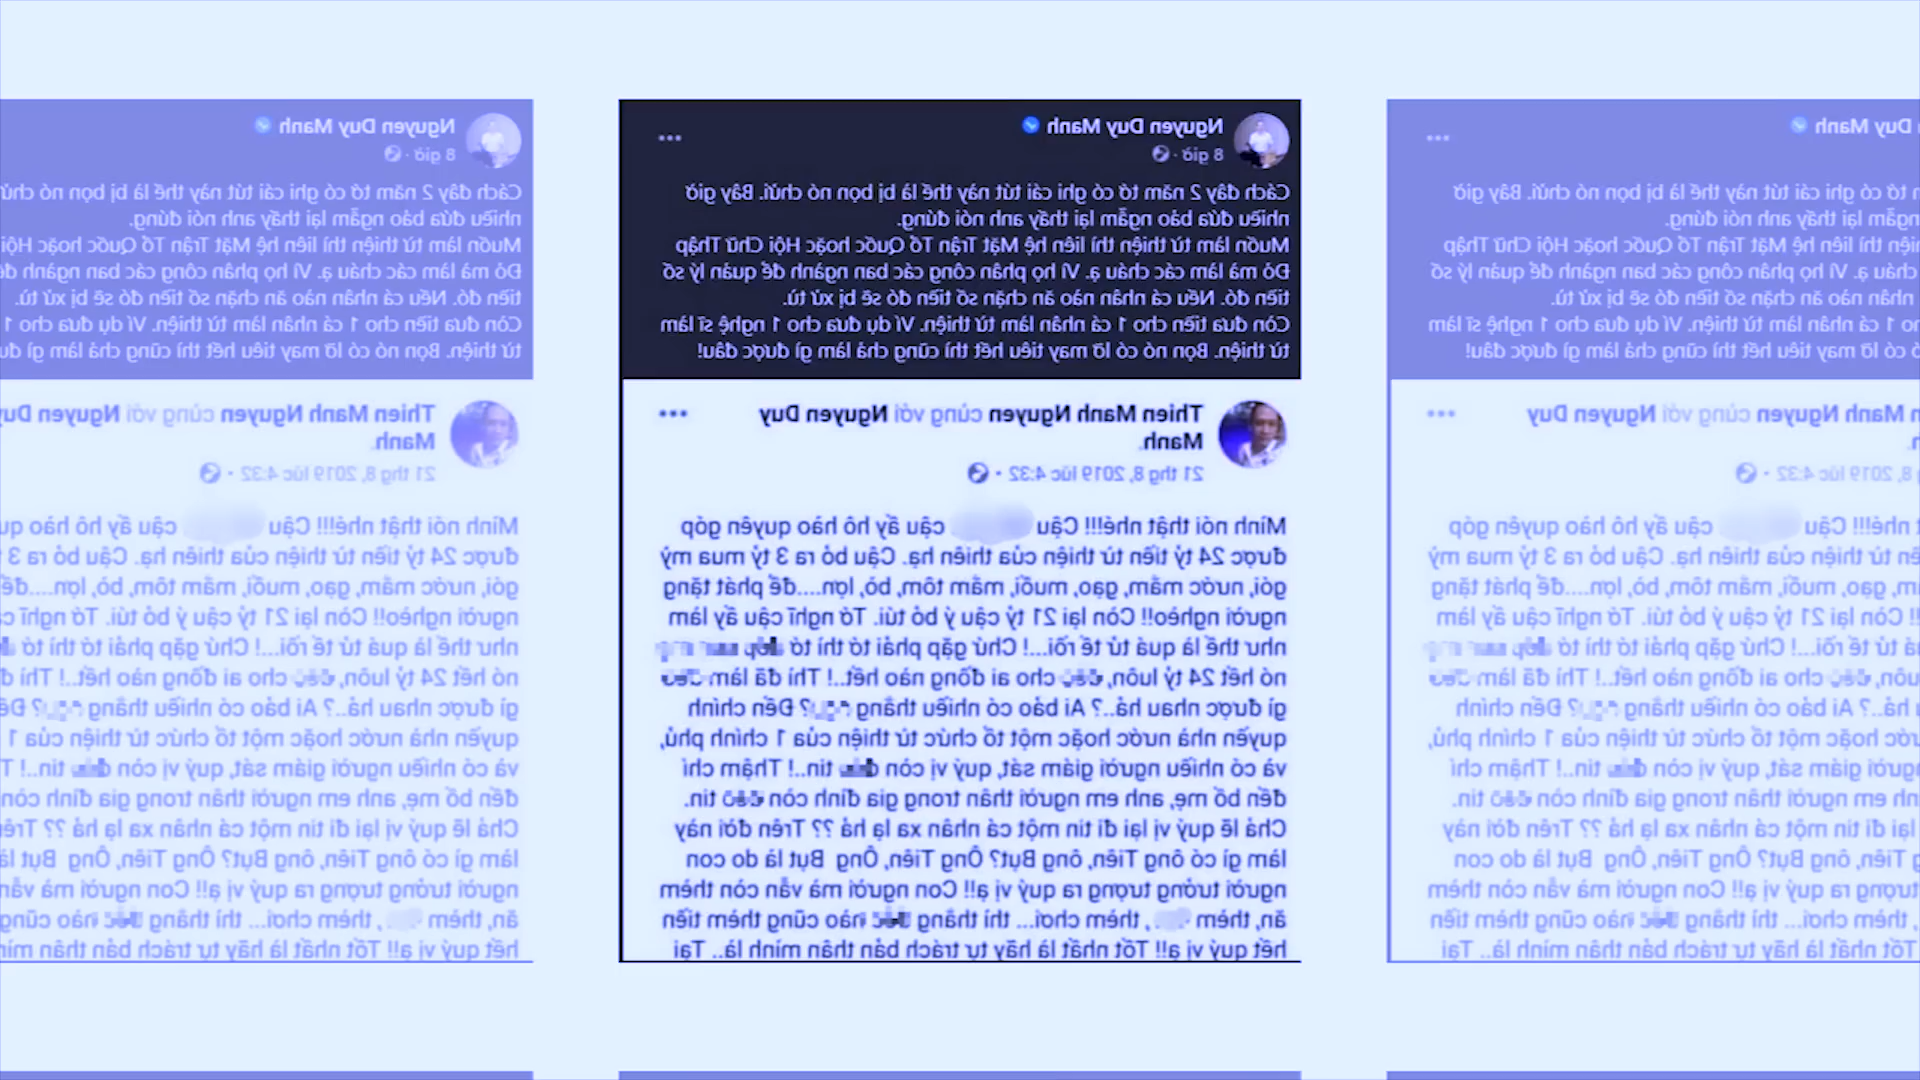 Nguyen Duy Manh
8 giờ ·
Cách đây 2 năm tớ có ghi cái tút này thế là bị bọn nó chửi. Bây giờ
nhiều đứa bảo ngẫm lại thấy anh nói đúng.
Muốn làm từ thiện thì liên hệ Mặt Trận Tổ Quốc hoặc Hội Chữ Thập
Đỏ mà làm các cháu ạ. Vì họ phân công các ban ngành để quản lý số
tiền đó. Nếu cá nhân nào ăn chặn số tiền đó sẽ bị xử tù.
Còn đưa tiền cho 1 cá nhân làm từ thiện. Ví dụ đưa cho 1 nghệ sĩ làm
từ thiện. Bọn nó có lỡ may tiêu hết thì cũng chả làm gì được đâu!
Thien Manh Nguyen cùng với Nguyen Duy
Manh.
21 thg 8, 2019 lúc 4:32 ·
Mình nói thật nhé!!! Cậu cậu ấy hô hào quyên góp
được 24 tỷ tiền từ thiện của thiên hạ. Cậu bỏ ra 3 tỷ mua mỳ
gói, nước mắm, gạo, muối, mắm tôm, bò, lợn....để phát tặng
người nghèo!! Còn lại 21 tỷ cậu ý bỏ túi. Tớ nghĩ cậu ấy làm
như thế là quá tử tế rồi...! Chứ gặp phải tớ thì tớ
nó hết 24 tỷ luôn, cho ai đồng nào hết..! Thì đã làm
gì được nhau hả..? Ai bảo có nhiều thằng ? Đến chính
quyền nhà nước hoặc một tổ chức từ thiện của 1 chính phủ,
và có nhiều người giám sát, quý vị còn tin..! Thậm chí
đến bố mẹ, anh em người thân trong gia đình còn tin.
Chả lẽ quý vị lại đi tin một cá nhân xa lạ hả ?? Trên đời này
làm gì có ông Tiên, ông Bụt? Ông Tiên, Ông Bụt là do con
người tưởng tượng ra quý vị ạ!! Con người mà vẫn còn thèm
ăn, thèm , thèm chơi... thì thằng nào cũng thèm tiền
hết quý vị ạ!! Tốt nhất là hãy tự trách bản thân mình là.. Tại